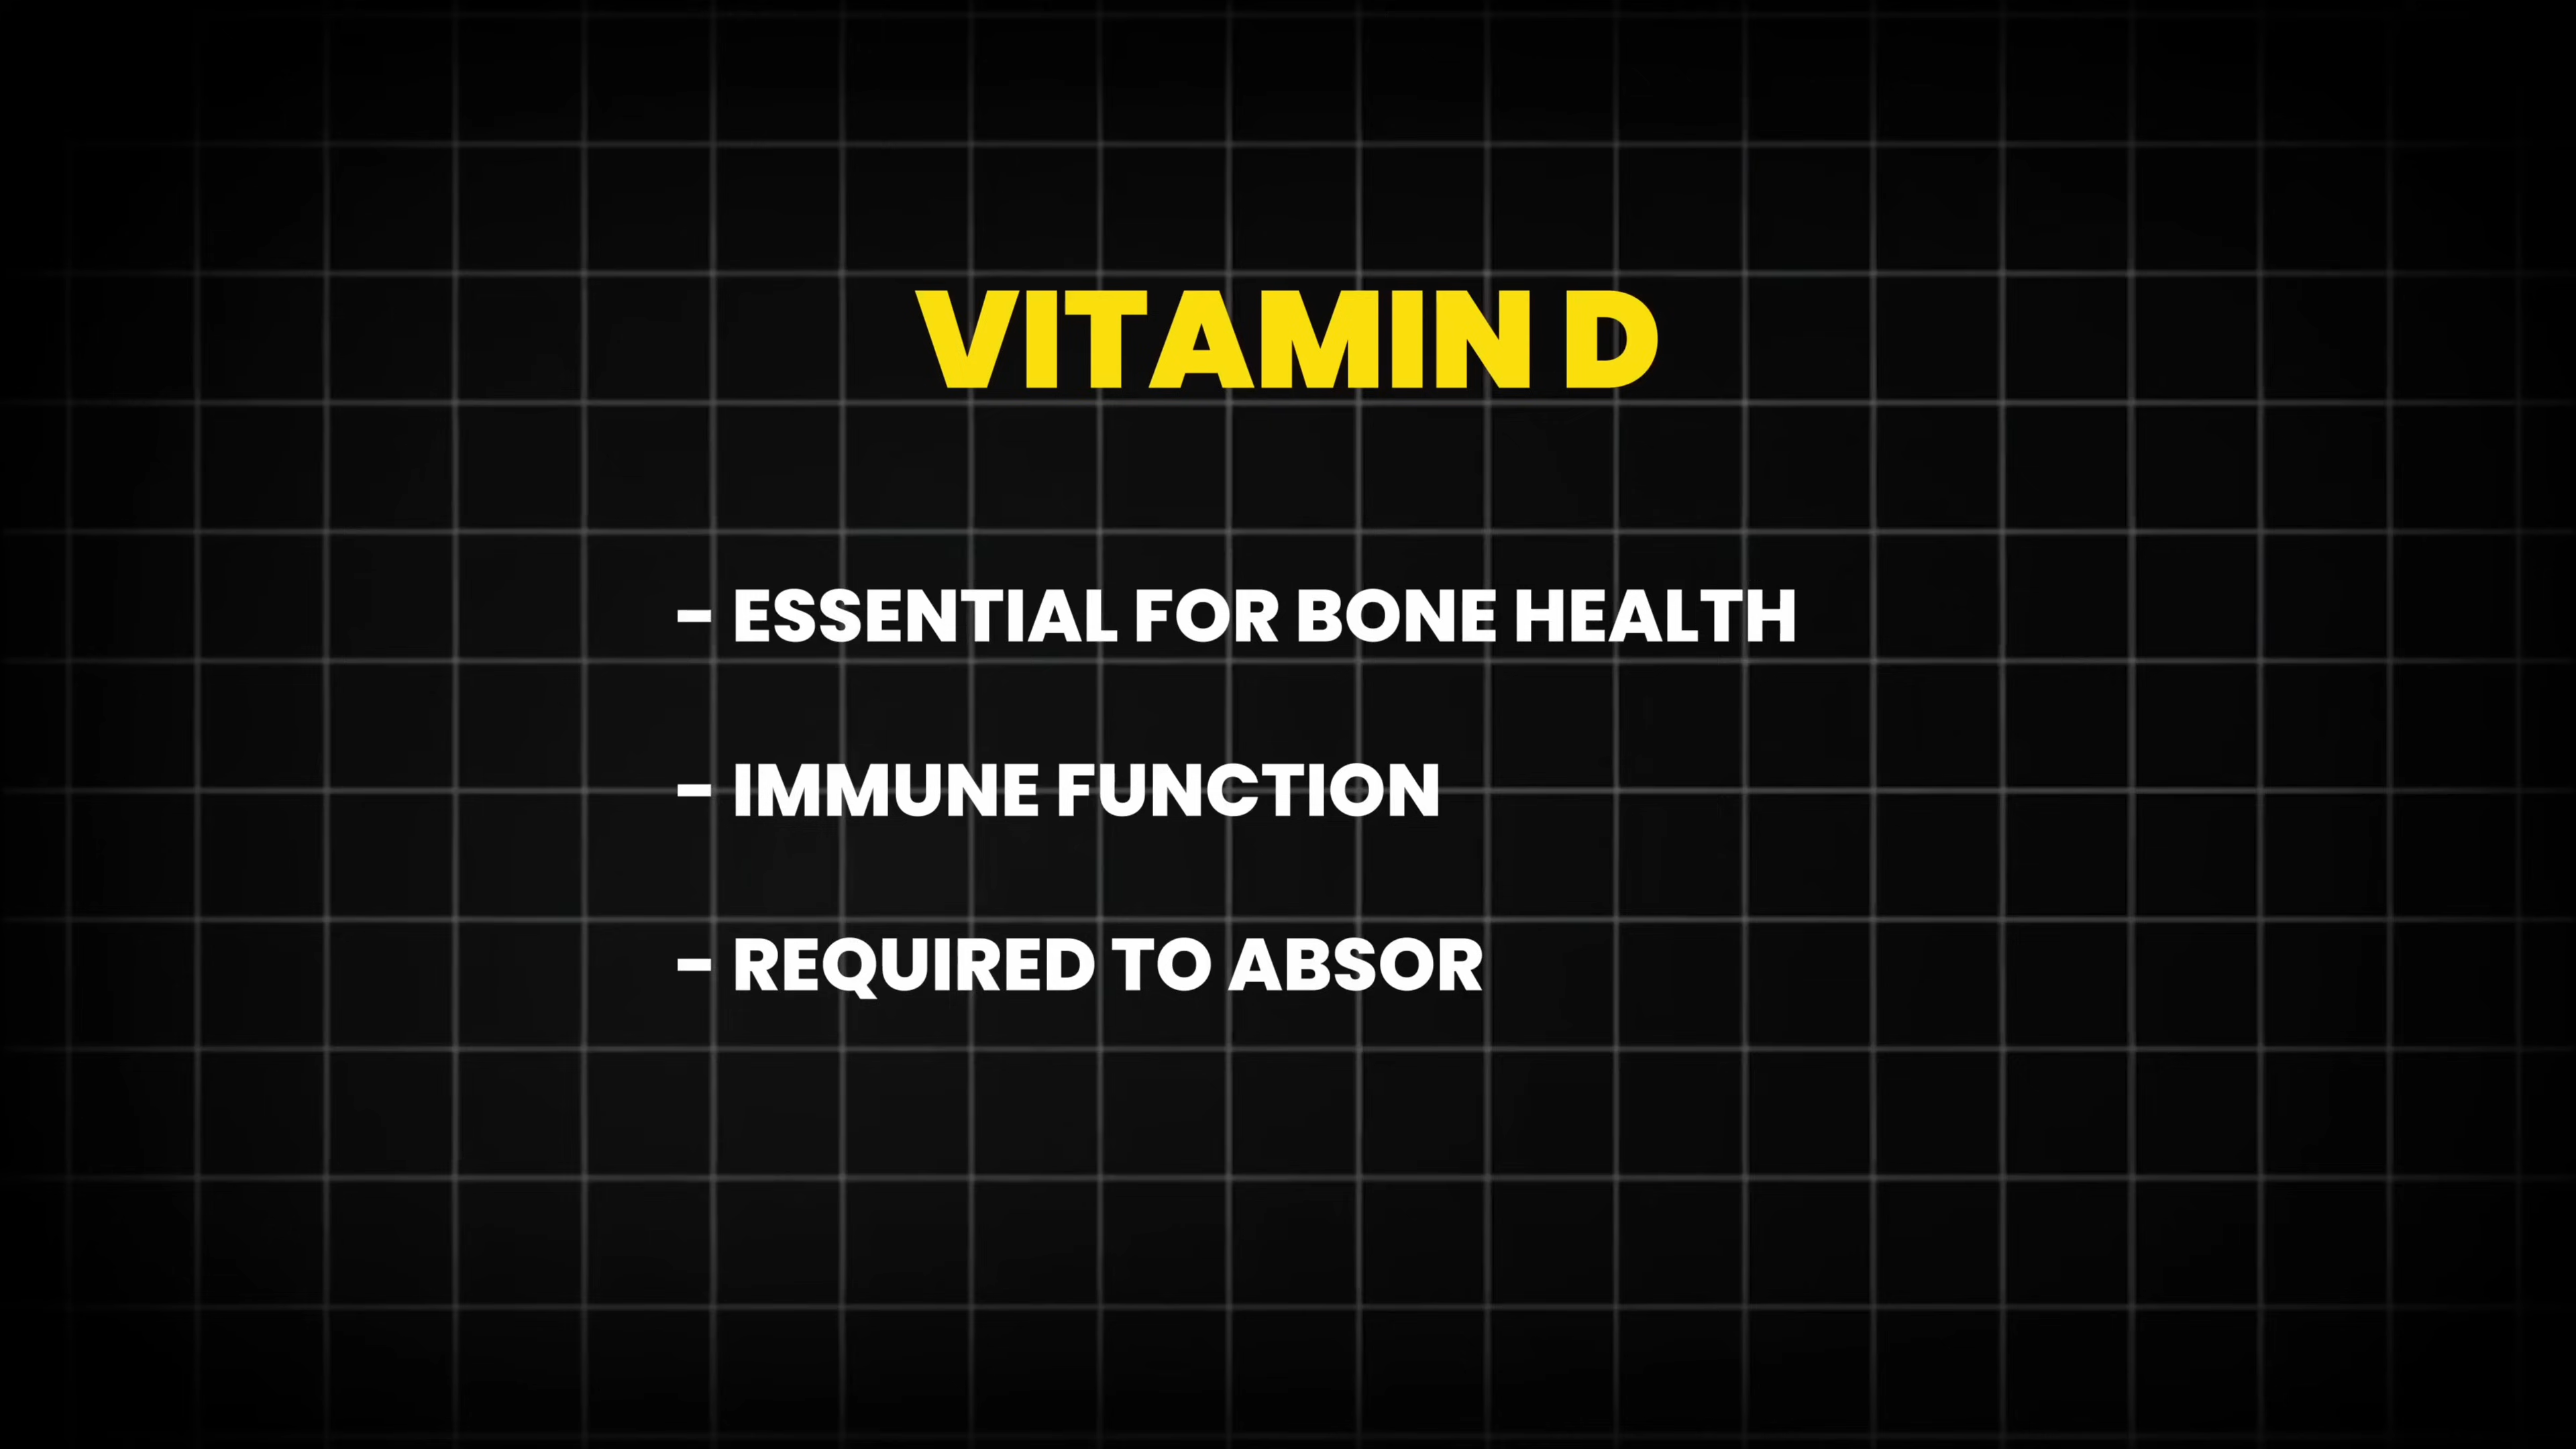 VITAMIN D
- ESSENTIAL FOR BONE HEALTH
- IMMUNE FUNCTION
- REQUIRED TO ABSOR